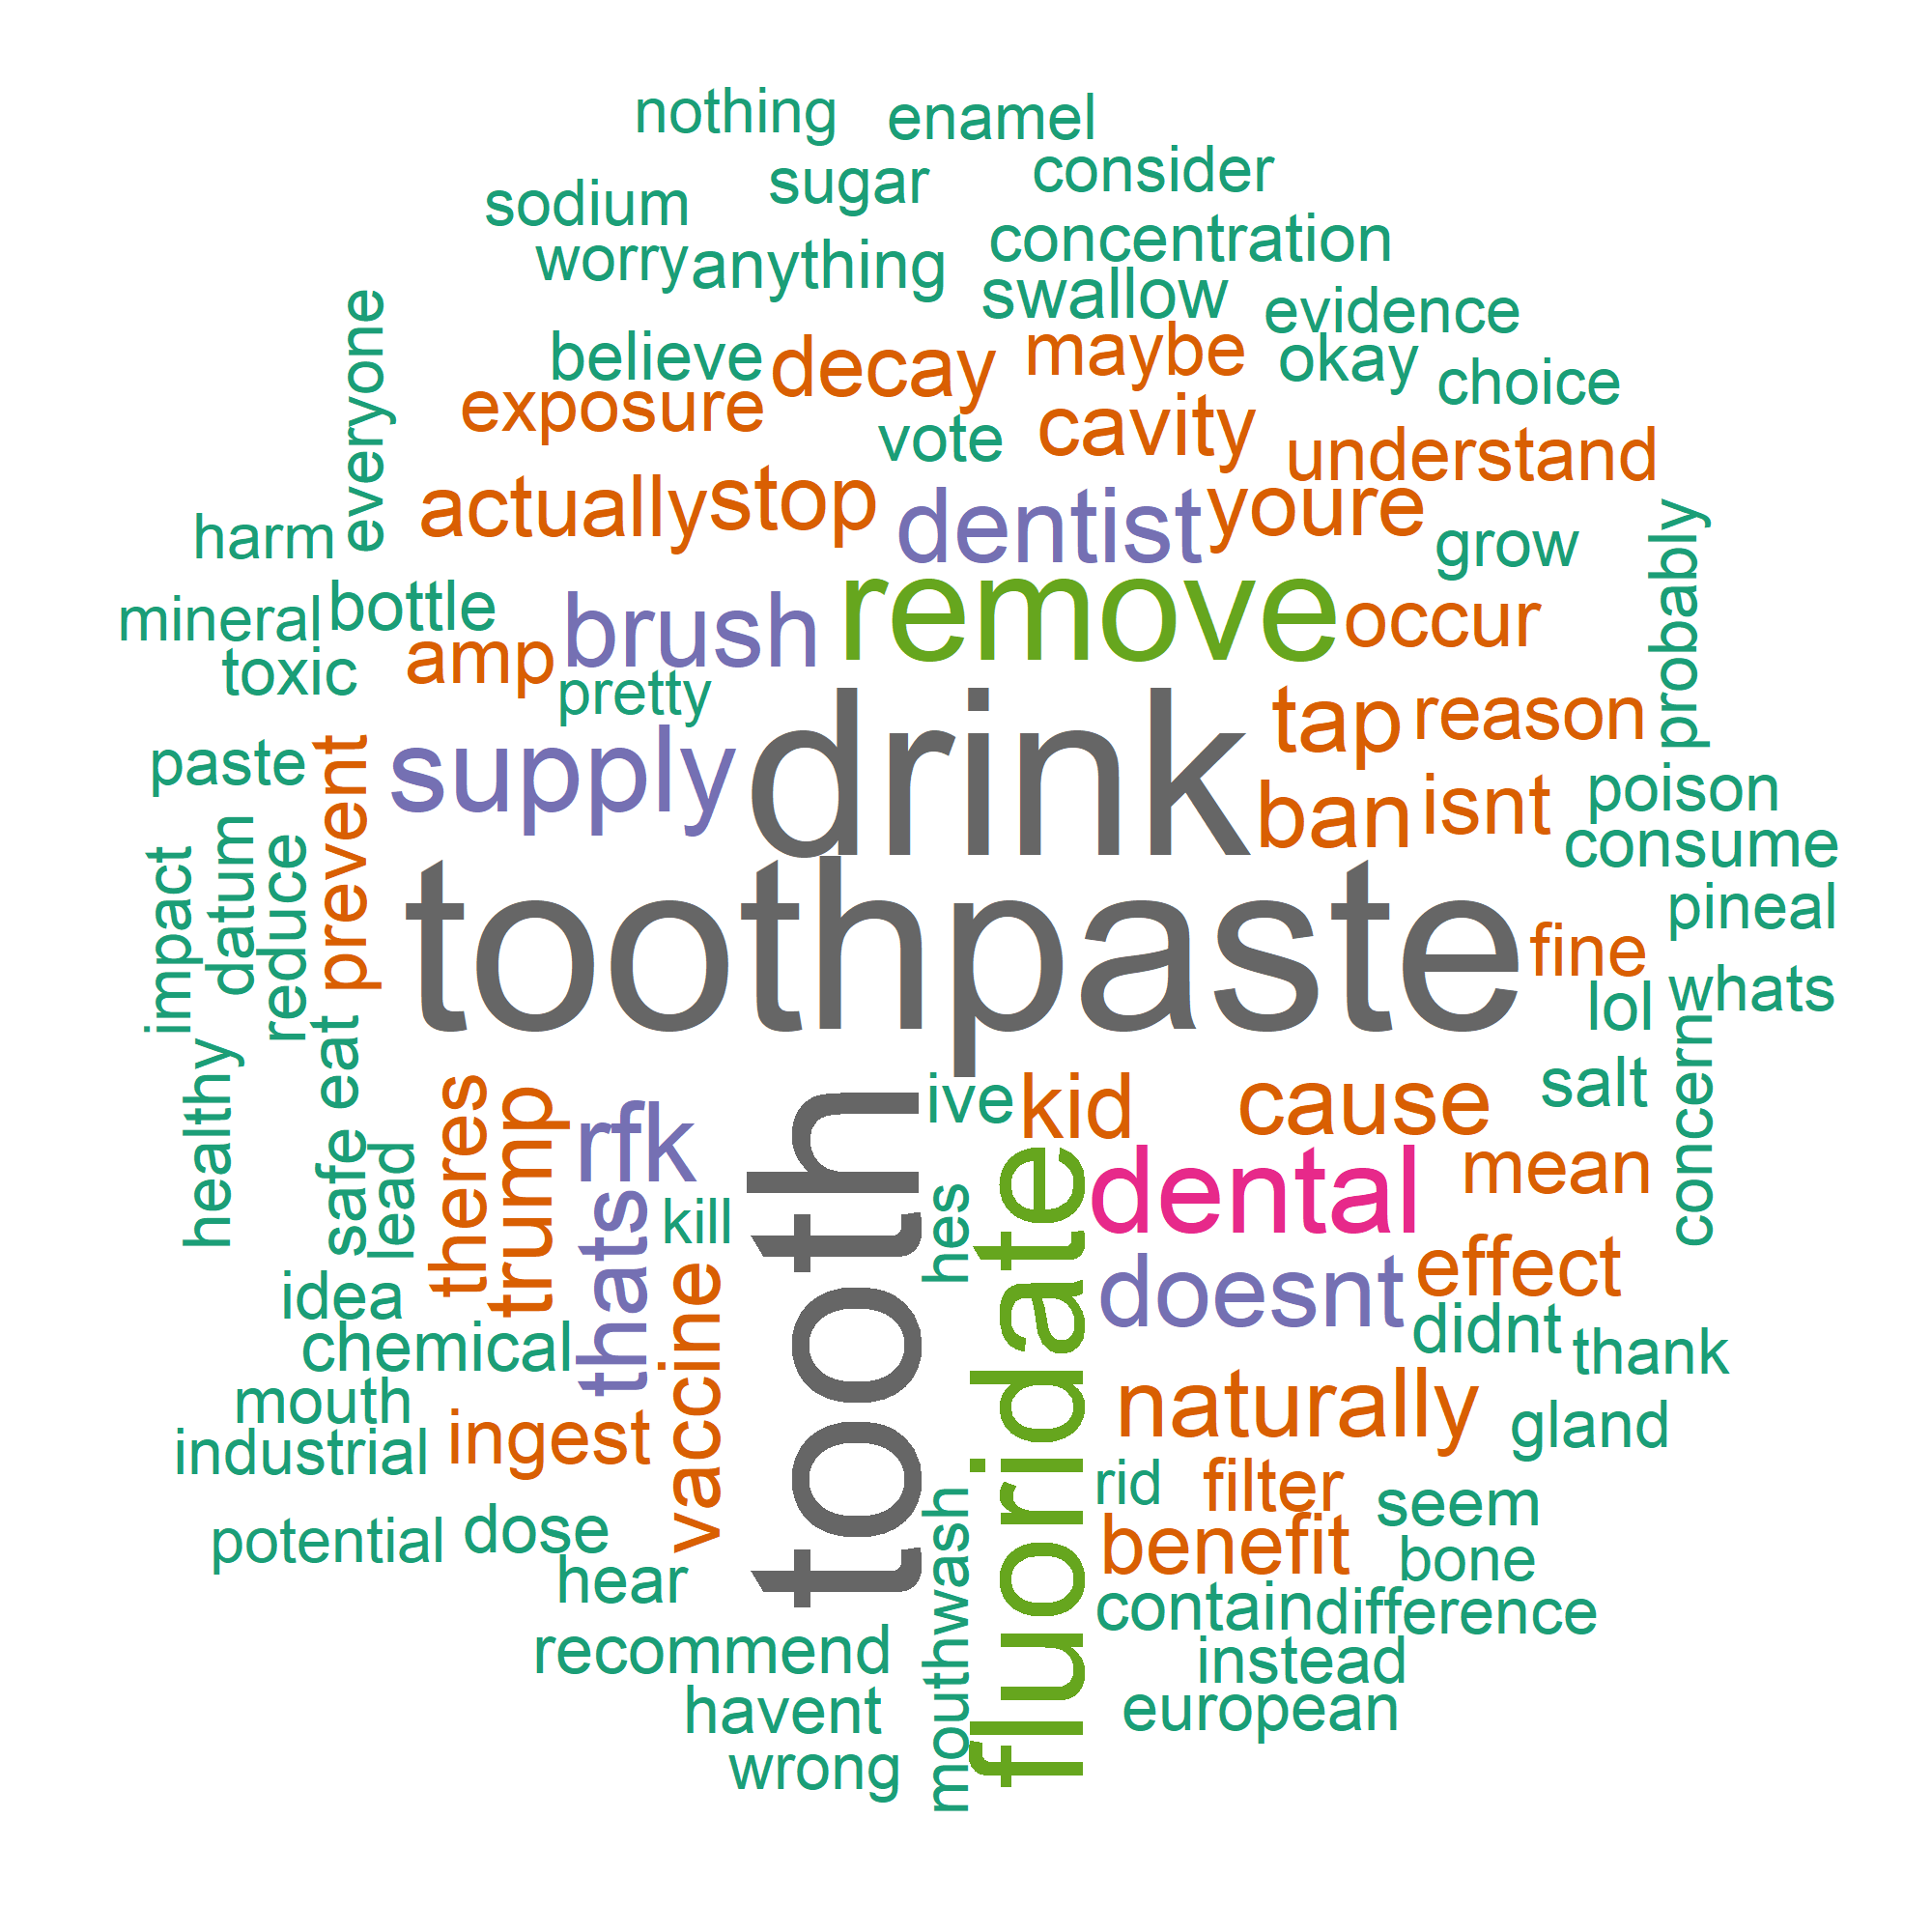 nothing
enamel
sugar
consider
sodium
concentration
worry
anything
swallow
evidence
everyone
believe
decay
maybe
okay
choice
exposure
vote
cavity
understand
actually
stop
dentist
youre
harm
grow
probably
mineral
bottle
brush
remove
occur
toxic
amp
pretty
drink
tap
reason
paste
prevent
supply
ban
isnt
poison
consume
impact
datum
reduce
toothpaste
fine
pineal
lol
whats
healthy
eat
safe
lead
theres
trump
rfk
thats
kill
tooth
ive
kid
cause
salt
concern
hes
fluoridate
dental
mean
doesnt
effect
idea
vaccine
didnt
thank
chemical
mouth
naturally
gland
industrial
ingest
rid
filter
seem
potential
dose
mouthwash
benefit
bone
hear
contain
difference
recommend
instead
havent
european
wrong